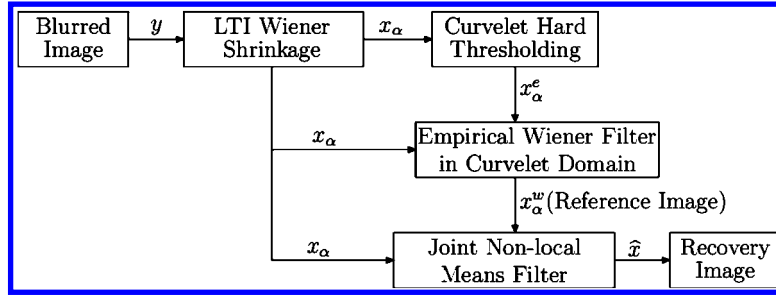 Blurred
Image
y
LTI Wiener
Shrinkage
x_α
Curvelet Hard
Thresholding
x_α^e
x_α
Empirical Wiener Filter
in Curvelet Domain
x_α^w(Reference Image)
x_α
Joint Non-local
Means Filter
x̂
Recovery
Image